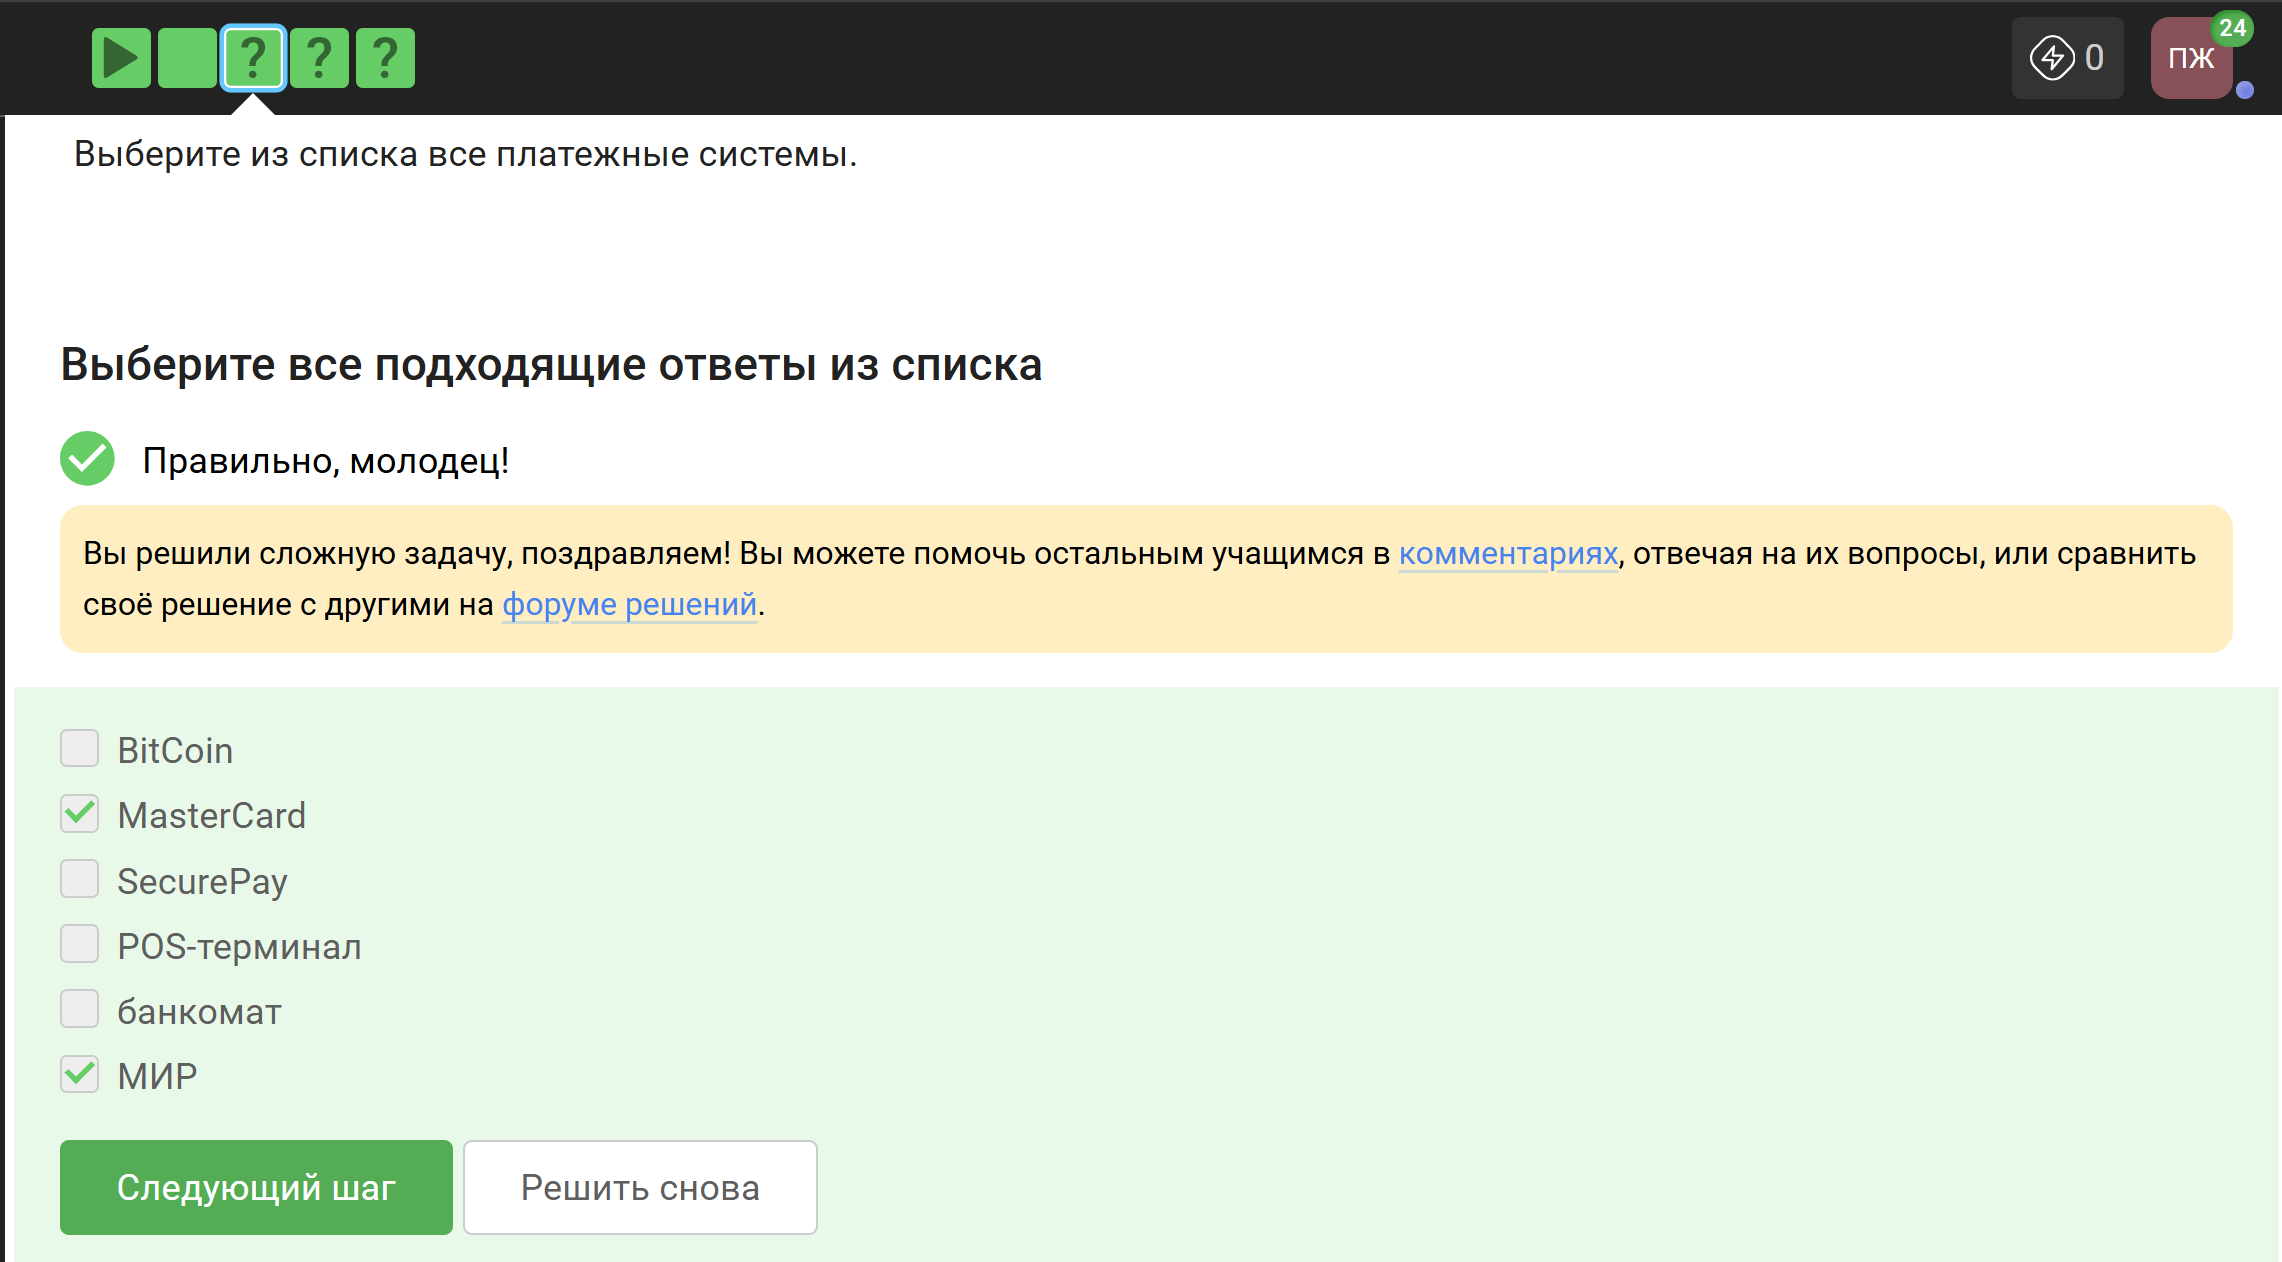 ? ? ?
0
ПЖ
24
Выберите из списка все платежные системы.
Выберите все подходящие ответы из списка
Правильно, молодец!
Вы решили сложную задачу, поздравляем! Вы можете помочь остальным учащимся в комментариях, отвечая на их вопросы, или сравнить
своё решение с другими на форуме решений.
BitCoin
MasterCard
SecurePay
POS-терминал
банкомат
МИР
Следующий шаг
Решить снова